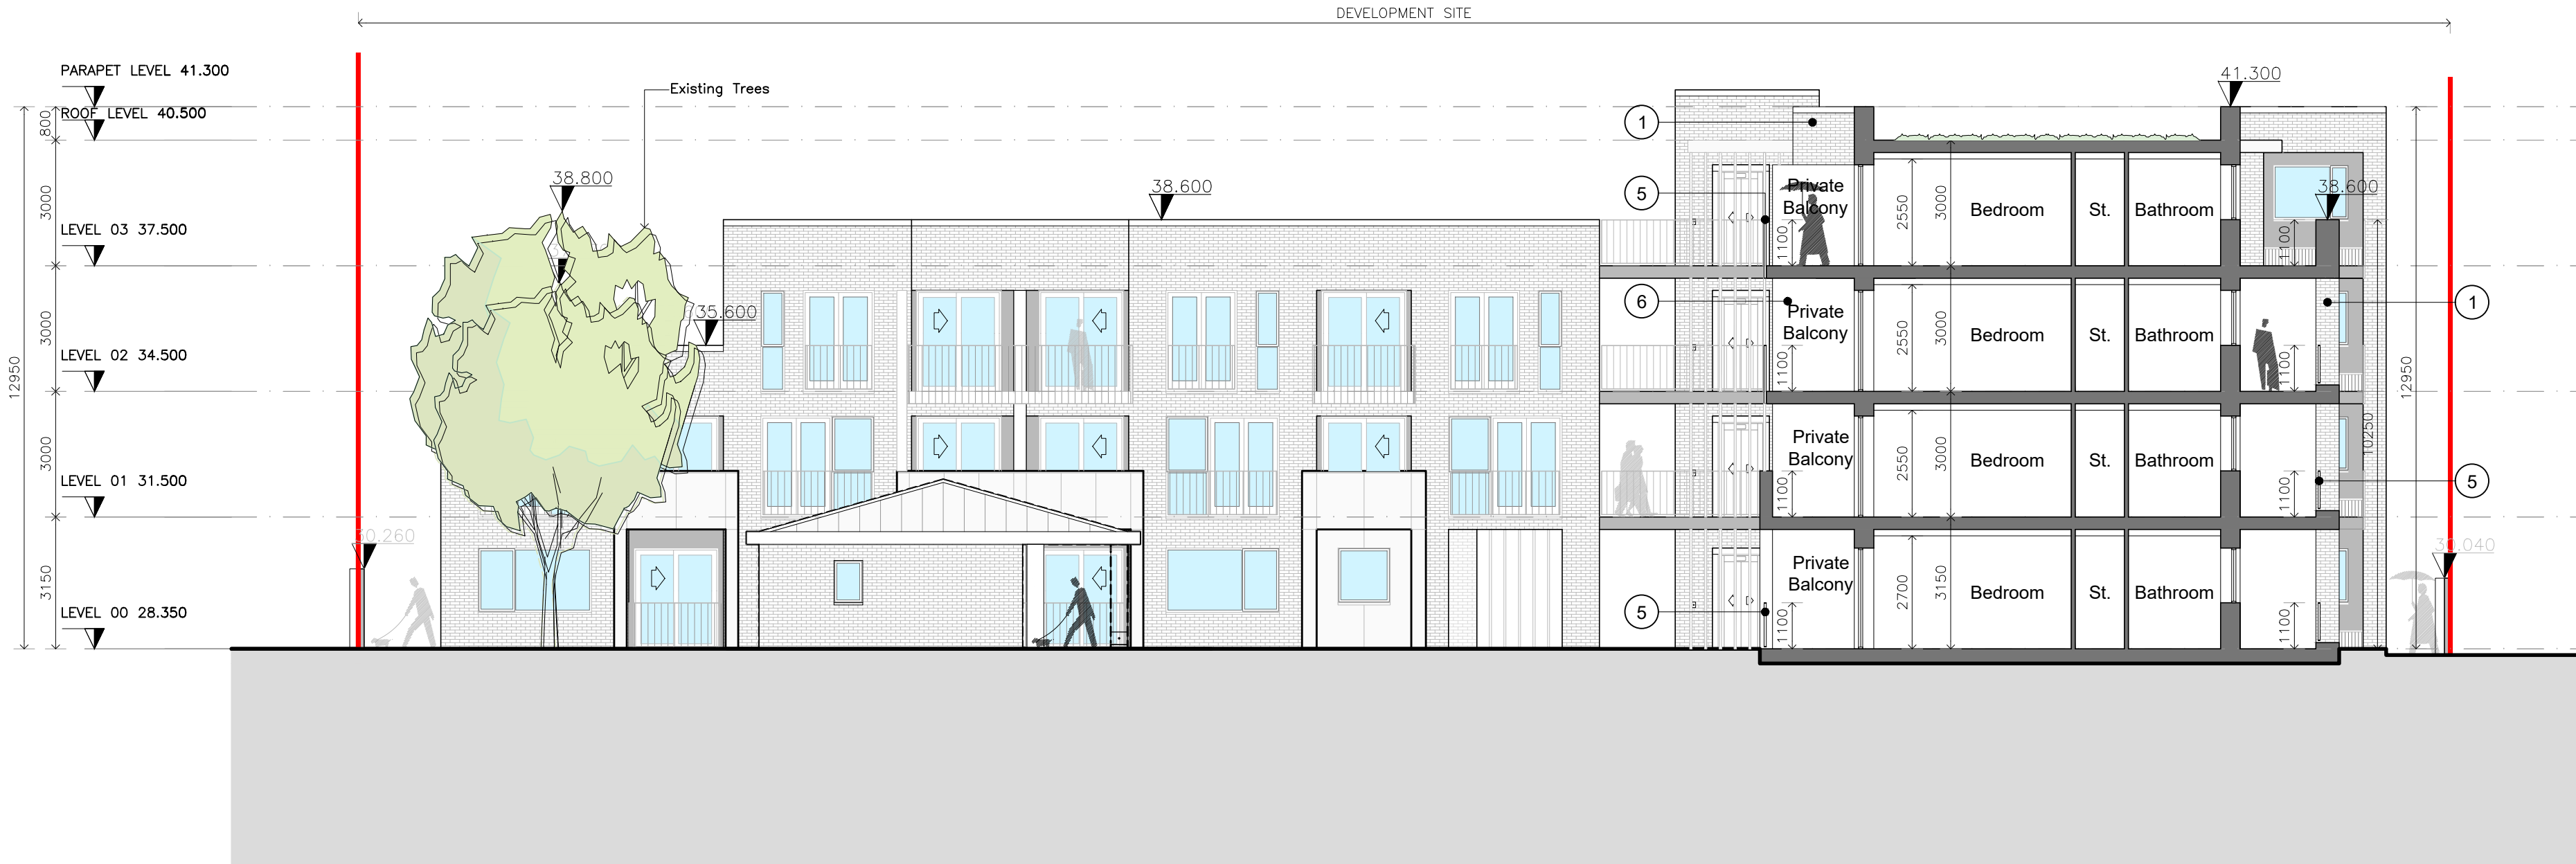 DEVELOPMENT SITE
PARAPET LEVEL 41.300
ROOF LEVEL 40.500
LEVEL 03 37.500
LEVEL 02 34.500
LEVEL 01 31.500
LEVEL 00 28.350
12950
800
3000
3000
3000
3150
Existing Trees
38.800
35.600
38.600
41.300
38.600
30.040
1
5
6
5
1
5
Private
Balcony
1100
2550
3000
Bedroom
St.
Bathroom
1100
Private
Balcony
1100
2550
3000
Bedroom
St.
Bathroom
1100
Private
Balcony
1100
2550
3000
Bedroom
St.
Bathroom
1100
Private
Balcony
1100
2700
3150
Bedroom
St.
Bathroom
1100
10250
12950